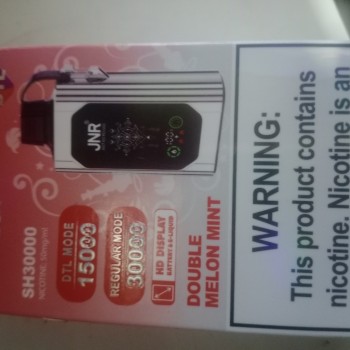 JNR
SH30000
NICOTINE, 50mg/ml
DTL MODE
15000
REGULAR MODE
30000
HD DISPLAY
BATTERY & E-LIQUID
DOUBLE
MELON MINT
WARNING:
This product contains
nicotine. Nicotine is an